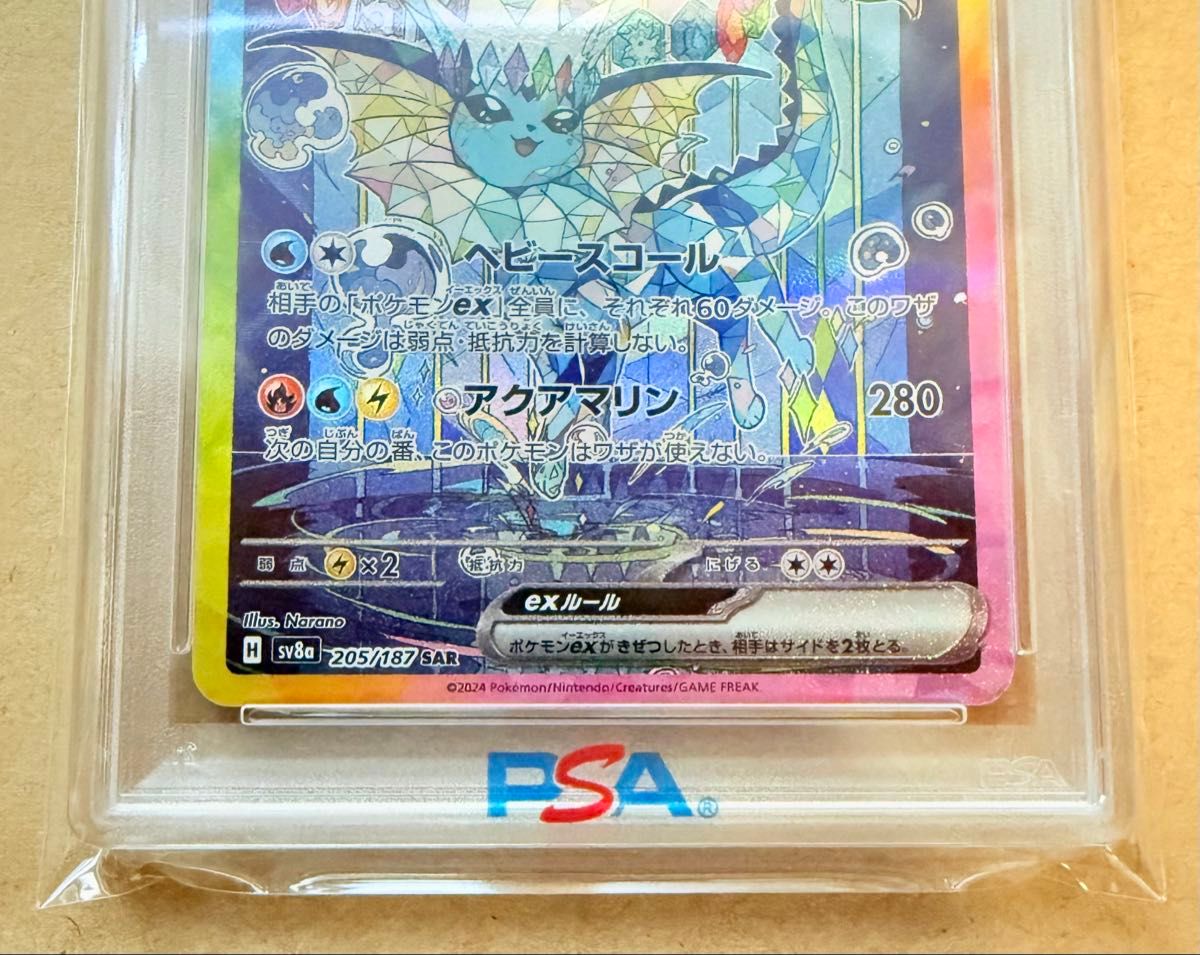 ヘビースコール
相手の「ポケモンex」全員に、それぞれ60ダメージ。このワザ
のダメージは弱点・抵抗力を計算しない。
アクアマリン 280
次の自分の番、このポケモンはワザが使えない。
弱点 ×2 抵抗力 にげる
exルール
ポケモンexがきぜつしたとき、相手はサイドを2枚とる。
Illus. Narano
H sv8a 205/187 SAR
©2024 Pokémon/Nintendo/Creatures/GAME FREAK.
PSA®
PSA